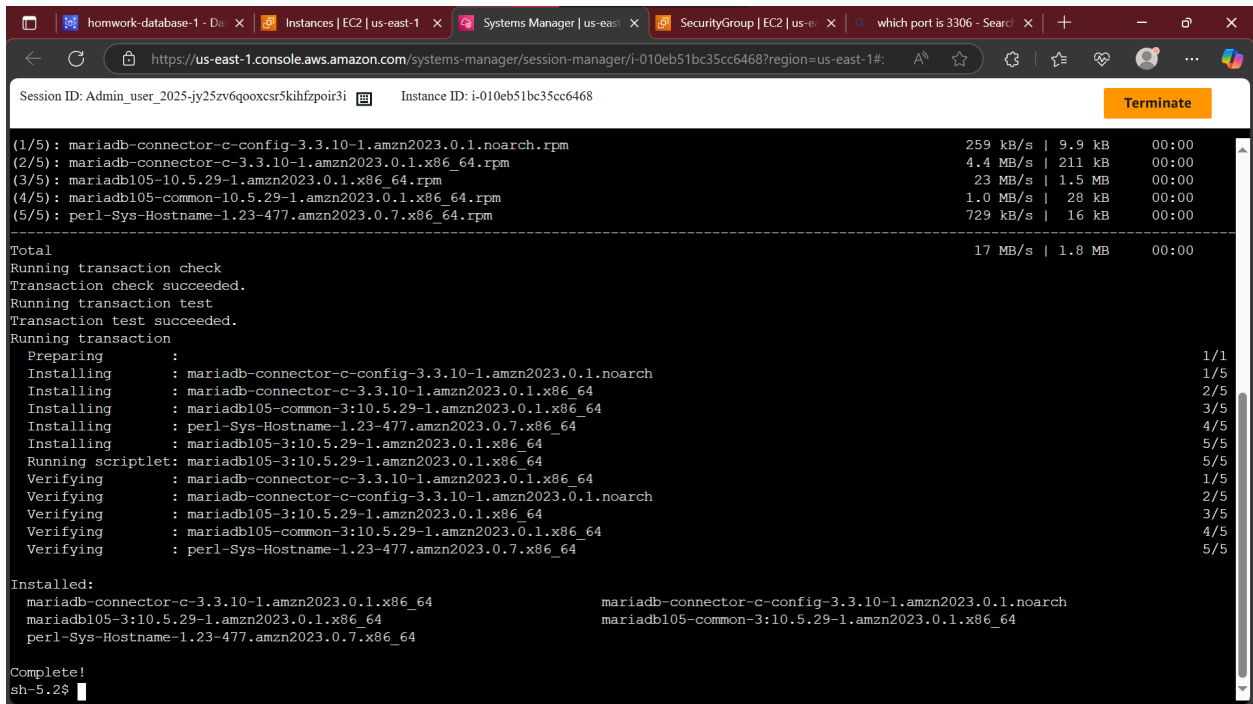 homwork-database-1 - Da
Instances | EC2 | us-east-1
Systems Manager | us-east
SecurityGroup | EC2 | us-ea
which port is 3306 - Search
https://us-east-1.console.aws.amazon.com/systems-manager/session-manager/i-010eb51bc35cc6468?region=us-east-1#:
Session ID: Admin_user_2025-jy25zv6qooxcsr5kihfzpoir3i Instance ID: i-010eb51bc35cc6468
Terminate
(1/5): mariadb-connector-c-config-3.3.10-1.amzn2023.0.1.noarch.rpm 259 kB/s | 9.9 kB 00:00
(2/5): mariadb-connector-c-3.3.10-1.amzn2023.0.1.x86_64.rpm 4.4 MB/s | 211 kB 00:00
(3/5): mariadb105-10.5.29-1.amzn2023.0.1.x86_64.rpm 23 MB/s | 1.5 MB 00:00
(4/5): mariadb105-common-10.5.29-1.amzn2023.0.1.x86_64.rpm 1.0 MB/s | 28 kB 00:00
(5/5): perl-Sys-Hostname-1.23-477.amzn2023.0.7.x86_64.rpm 729 kB/s | 16 kB 00:00
Total 17 MB/s | 1.8 MB 00:00
Running transaction check
Transaction check succeeded.
Running transaction test
Transaction test succeeded.
Running transaction
Preparing : 1/1
Installing : mariadb-connector-c-config-3.3.10-1.amzn2023.0.1.noarch 1/5
Installing : mariadb-connector-c-3.3.10-1.amzn2023.0.1.x86_64 2/5
Installing : mariadb105-common-3:10.5.29-1.amzn2023.0.1.x86_64 3/5
Installing : perl-Sys-Hostname-1.23-477.amzn2023.0.7.x86_64 4/5
Installing : mariadb105-3:10.5.29-1.amzn2023.0.1.x86_64 5/5
Running scriptlet: mariadb105-3:10.5.29-1.amzn2023.0.1.x86_64 5/5
Verifying : mariadb-connector-c-3.3.10-1.amzn2023.0.1.x86_64 1/5
Verifying : mariadb-connector-c-config-3.3.10-1.amzn2023.0.1.noarch 2/5
Verifying : mariadb105-3:10.5.29-1.amzn2023.0.1.x86_64 3/5
Verifying : mariadb105-common-3:10.5.29-1.amzn2023.0.1.x86_64 4/5
Verifying : perl-Sys-Hostname-1.23-477.amzn2023.0.7.x86_64 5/5
Installed:
mariadb-connector-c-3.3.10-1.amzn2023.0.1.x86_64 mariadb-connector-c-config-3.3.10-1.amzn2023.0.1.noarch
mariadb105-3:10.5.29-1.amzn2023.0.1.x86_64 mariadb105-common-3:10.5.29-1.amzn2023.0.1.x86_64
perl-Sys-Hostname-1.23-477.amzn2023.0.7.x86_64
Complete!
sh-5.2$